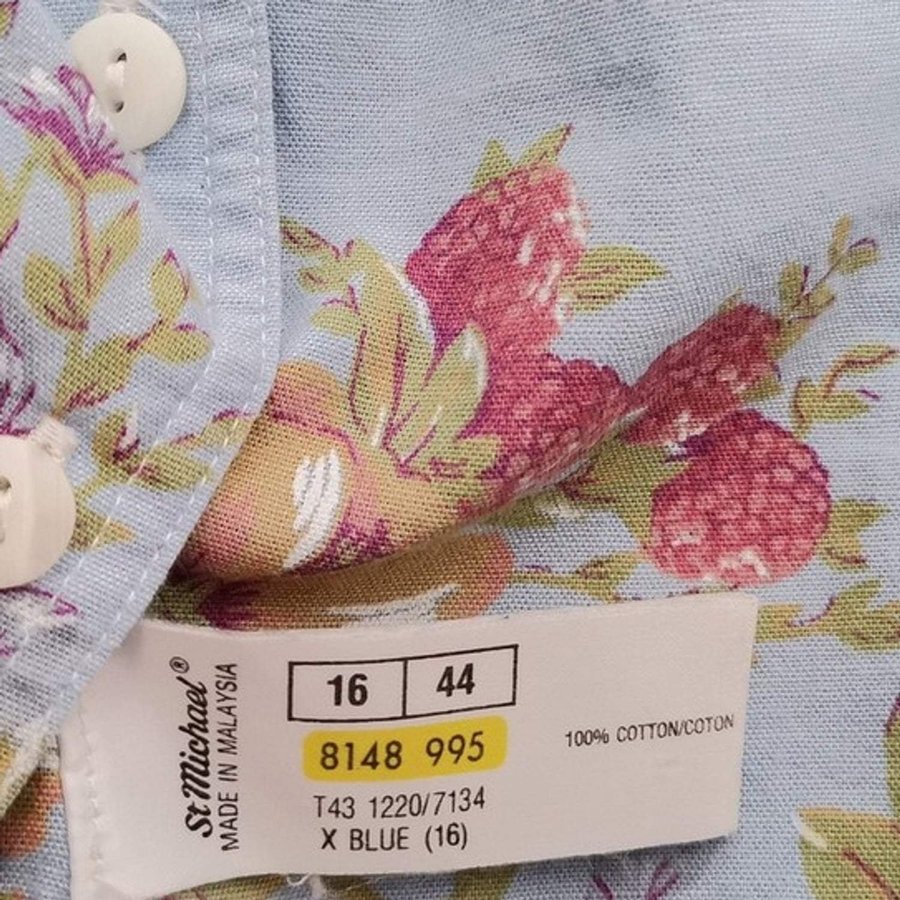 St Michael®
MADE IN MALAYSIA
16 44
8148 995
T43 1220/7134
X BLUE (16)
100% COTTON/COTON